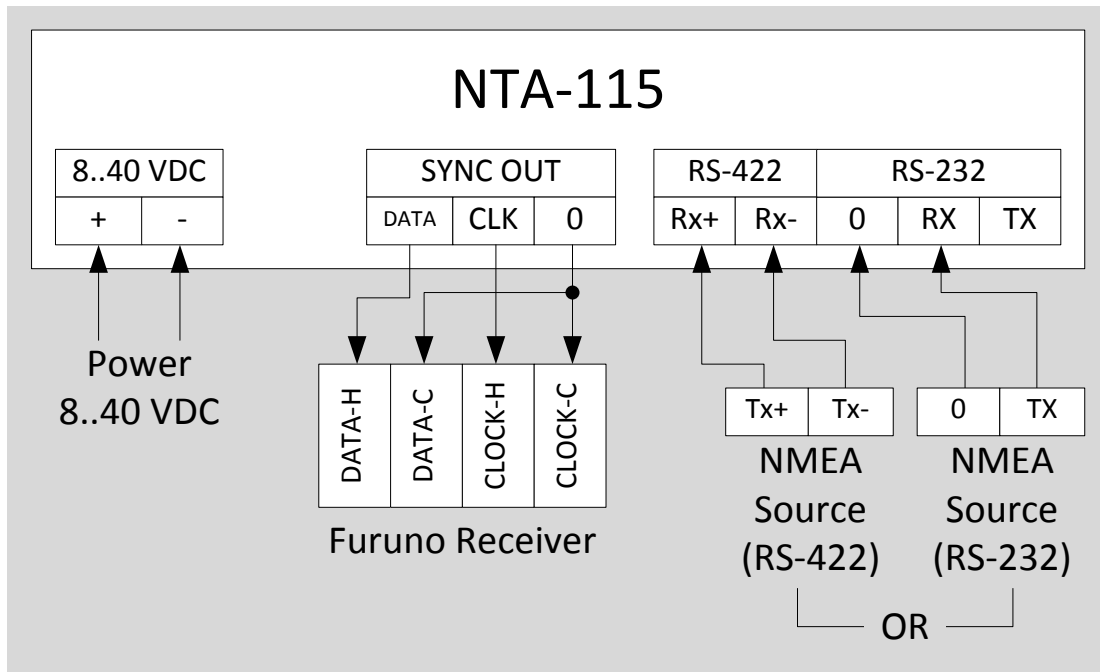 NTA-115
8..40 VDC
+ -
SYNC OUT
DATA CLK 0
RS-422 RS-232
Rx+ Rx- 0 RX TX
Power
8..40 VDC
DATA-H
DATA-C
CLOCK-H
CLOCK-C
Furuno Receiver
Tx+ Tx-
NMEA
Source
(RS-422)
0 TX
NMEA
Source
(RS-232)
OR